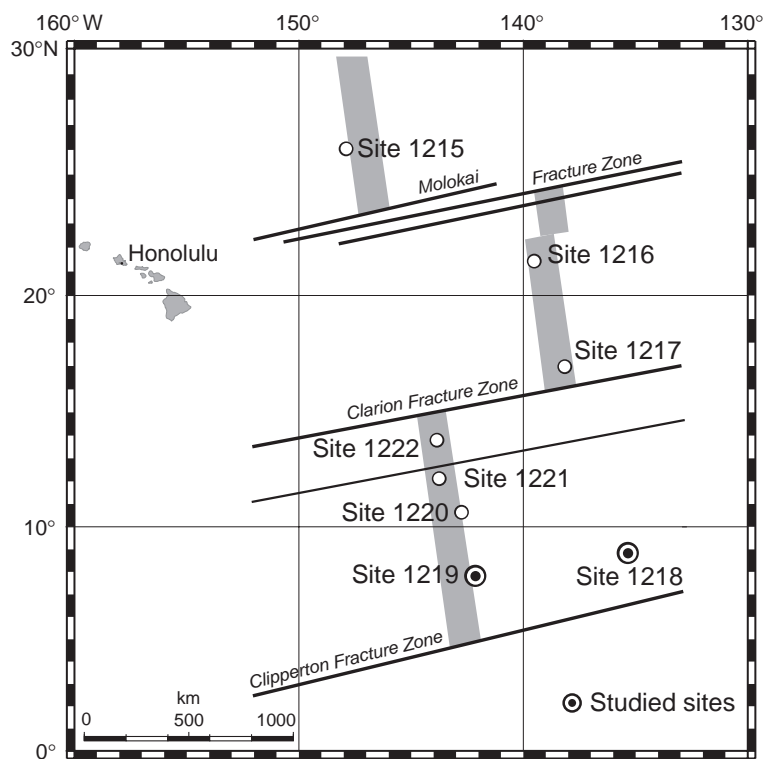 160° W
150°
140°
130°
30°N
Site 1215
Molokai
Fracture Zone
Honolulu
Site 1216
20°
Site 1217
Clarion Fracture Zone
Site 1222
Site 1221
Site 1220
10°
Site 1219
Site 1218
Clipperton Fracture Zone
km
0
500
1000
Studied sites
0°